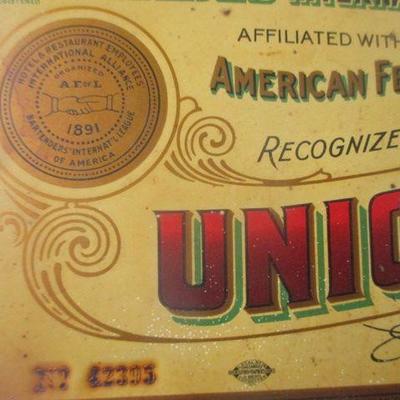 AFFILIATED WITH
AMERICAN FE
RECOGNIZE
HOTEL & RESTAURANT EMPLOYEES'
INTERNATIONAL ALLIANCE
ORGANIZED
A.F. of L.
1891
BARTENDERS' INTERNAT'L LEAGUE
OF AMERICA
UNIO
Nº 42305